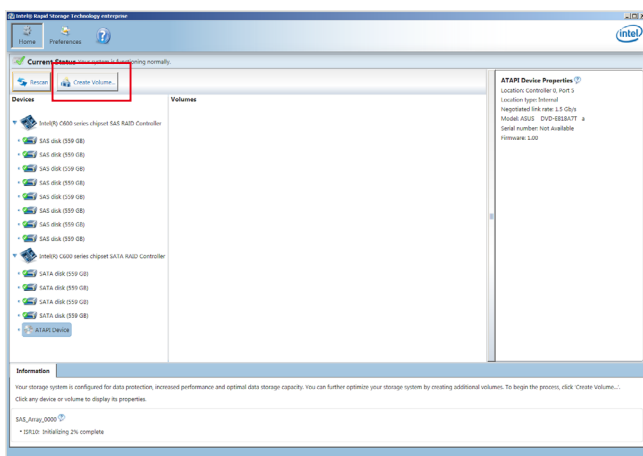 Intel® Rapid Storage Technology enterprise
Home
Preferences
intel
Current Status Your system is functioning normally.
Rescan
Create Volume...
Devices
Volumes
Intel(R) C600 series chipset SAS RAID Controller
SAS disk (559 GB)
SAS disk (559 GB)
SAS disk (559 GB)
SAS disk (559 GB)
SAS disk (559 GB)
SAS disk (559 GB)
SAS disk (559 GB)
SAS disk (559 GB)
Intel(R) C600 series chipset SATA RAID Controller
SATA disk (559 GB)
SATA disk (559 GB)
SATA disk (559 GB)
SATA disk (559 GB)
ATAPI Device
ATAPI Device Properties
Location: Controller 0, Port 5
Location type: Internal
Negotiated link rate: 1.5 Gb/s
Model: ASUS DVD-E818A7T a
Serial number: Not Available
Firmware: 1.00
Information
Your storage system is configured for data protection, increased performance and optimal data storage capacity. You can further optimize your storage system by creating additional volumes. To begin the process, click 'Create Volume...'.
Click any device or volume to display its properties.
SAS_Array_0000
• ISR10: Initializing 2% complete